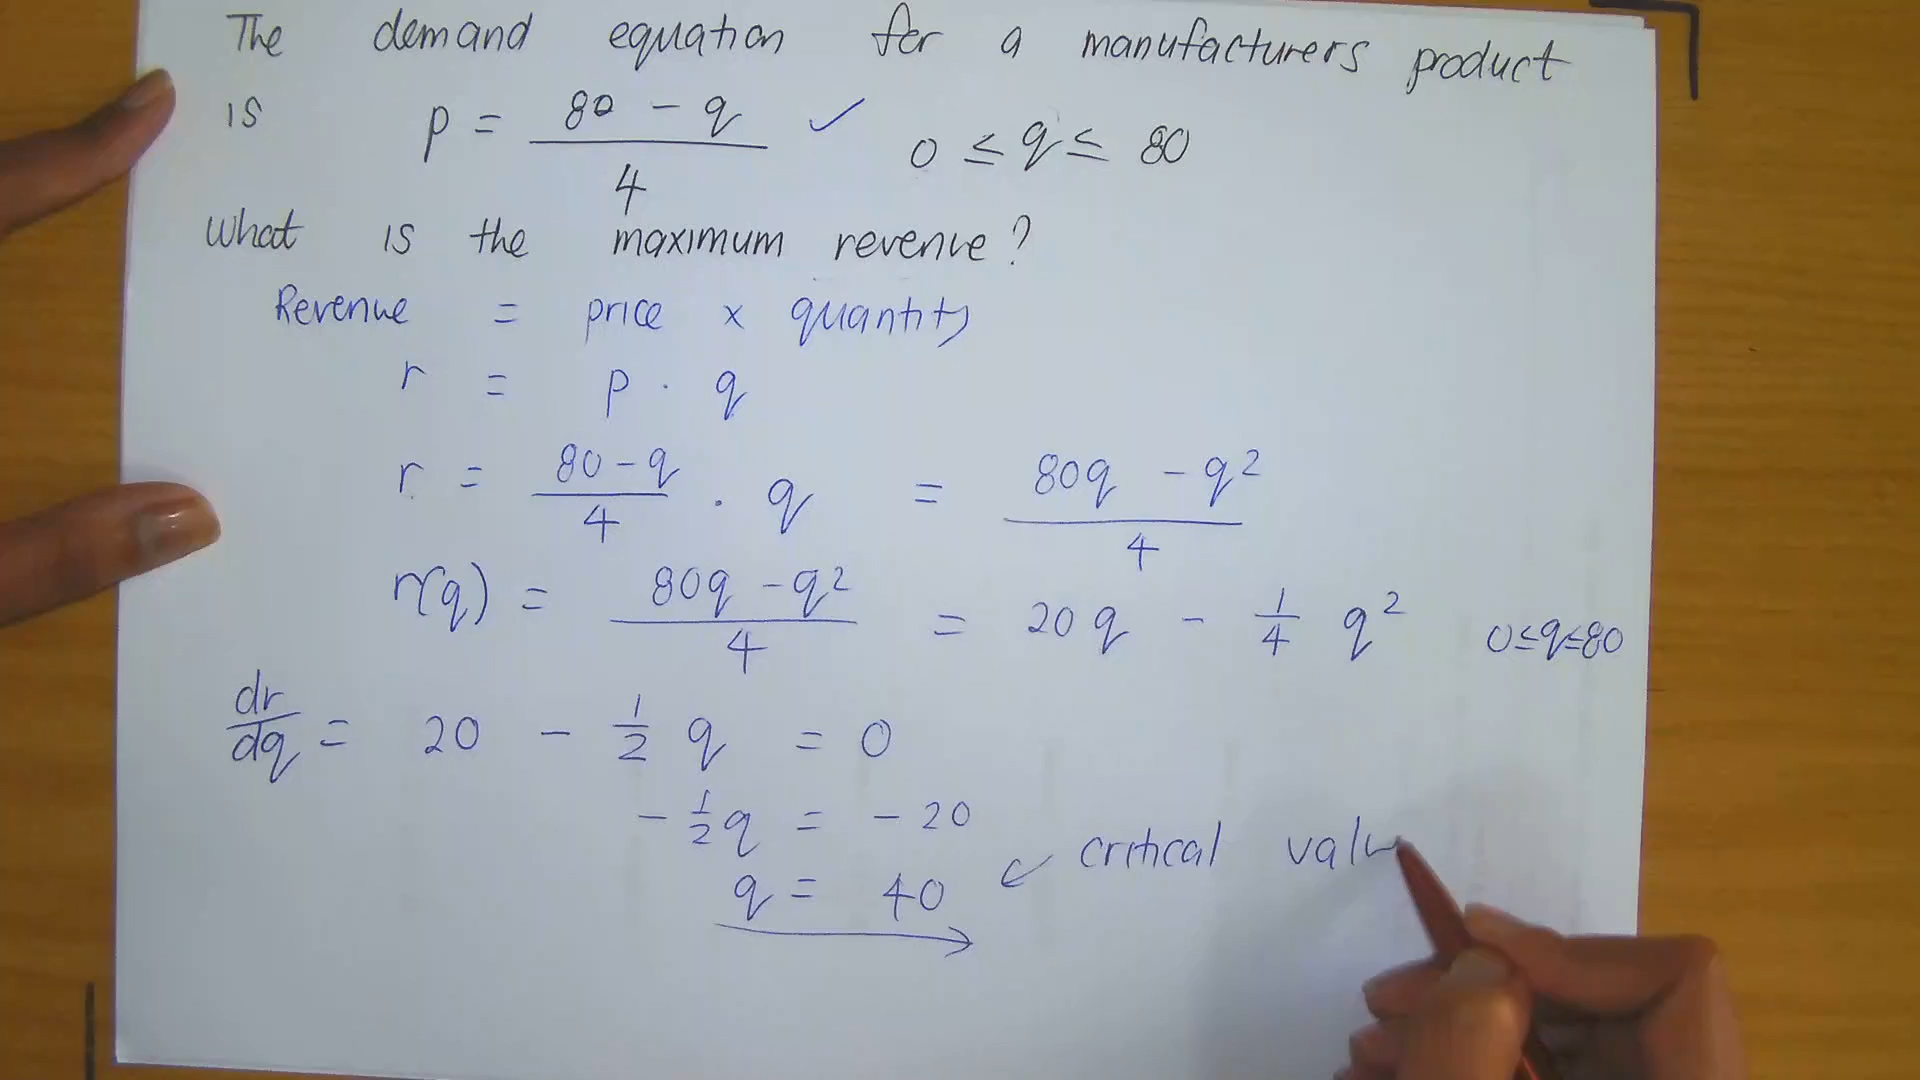 The demand equation for a manufacturers product
is p = 80 - q / 4 ✓ 0 ≤ q ≤ 80
What is the maximum revenue?
Revenue = price x quantity
r = p · q
r = 80 - q / 4 · q = 80q - q² / 4
r(q) = 80q - q² / 4 = 20q - 1/4 q² 0≤q≤80
dr/dq = 20 - 1/2 q = 0
- 1/2 q = - 20
q = 40 ↙ critical valu